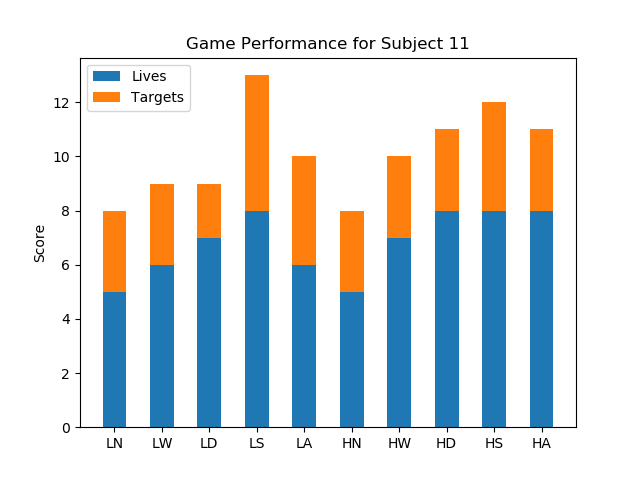 Game Performance for Subject 11
Lives
Targets
12
10
8
6
4
2
0
Score
LN LW LD LS LA HN HW HD HS HA